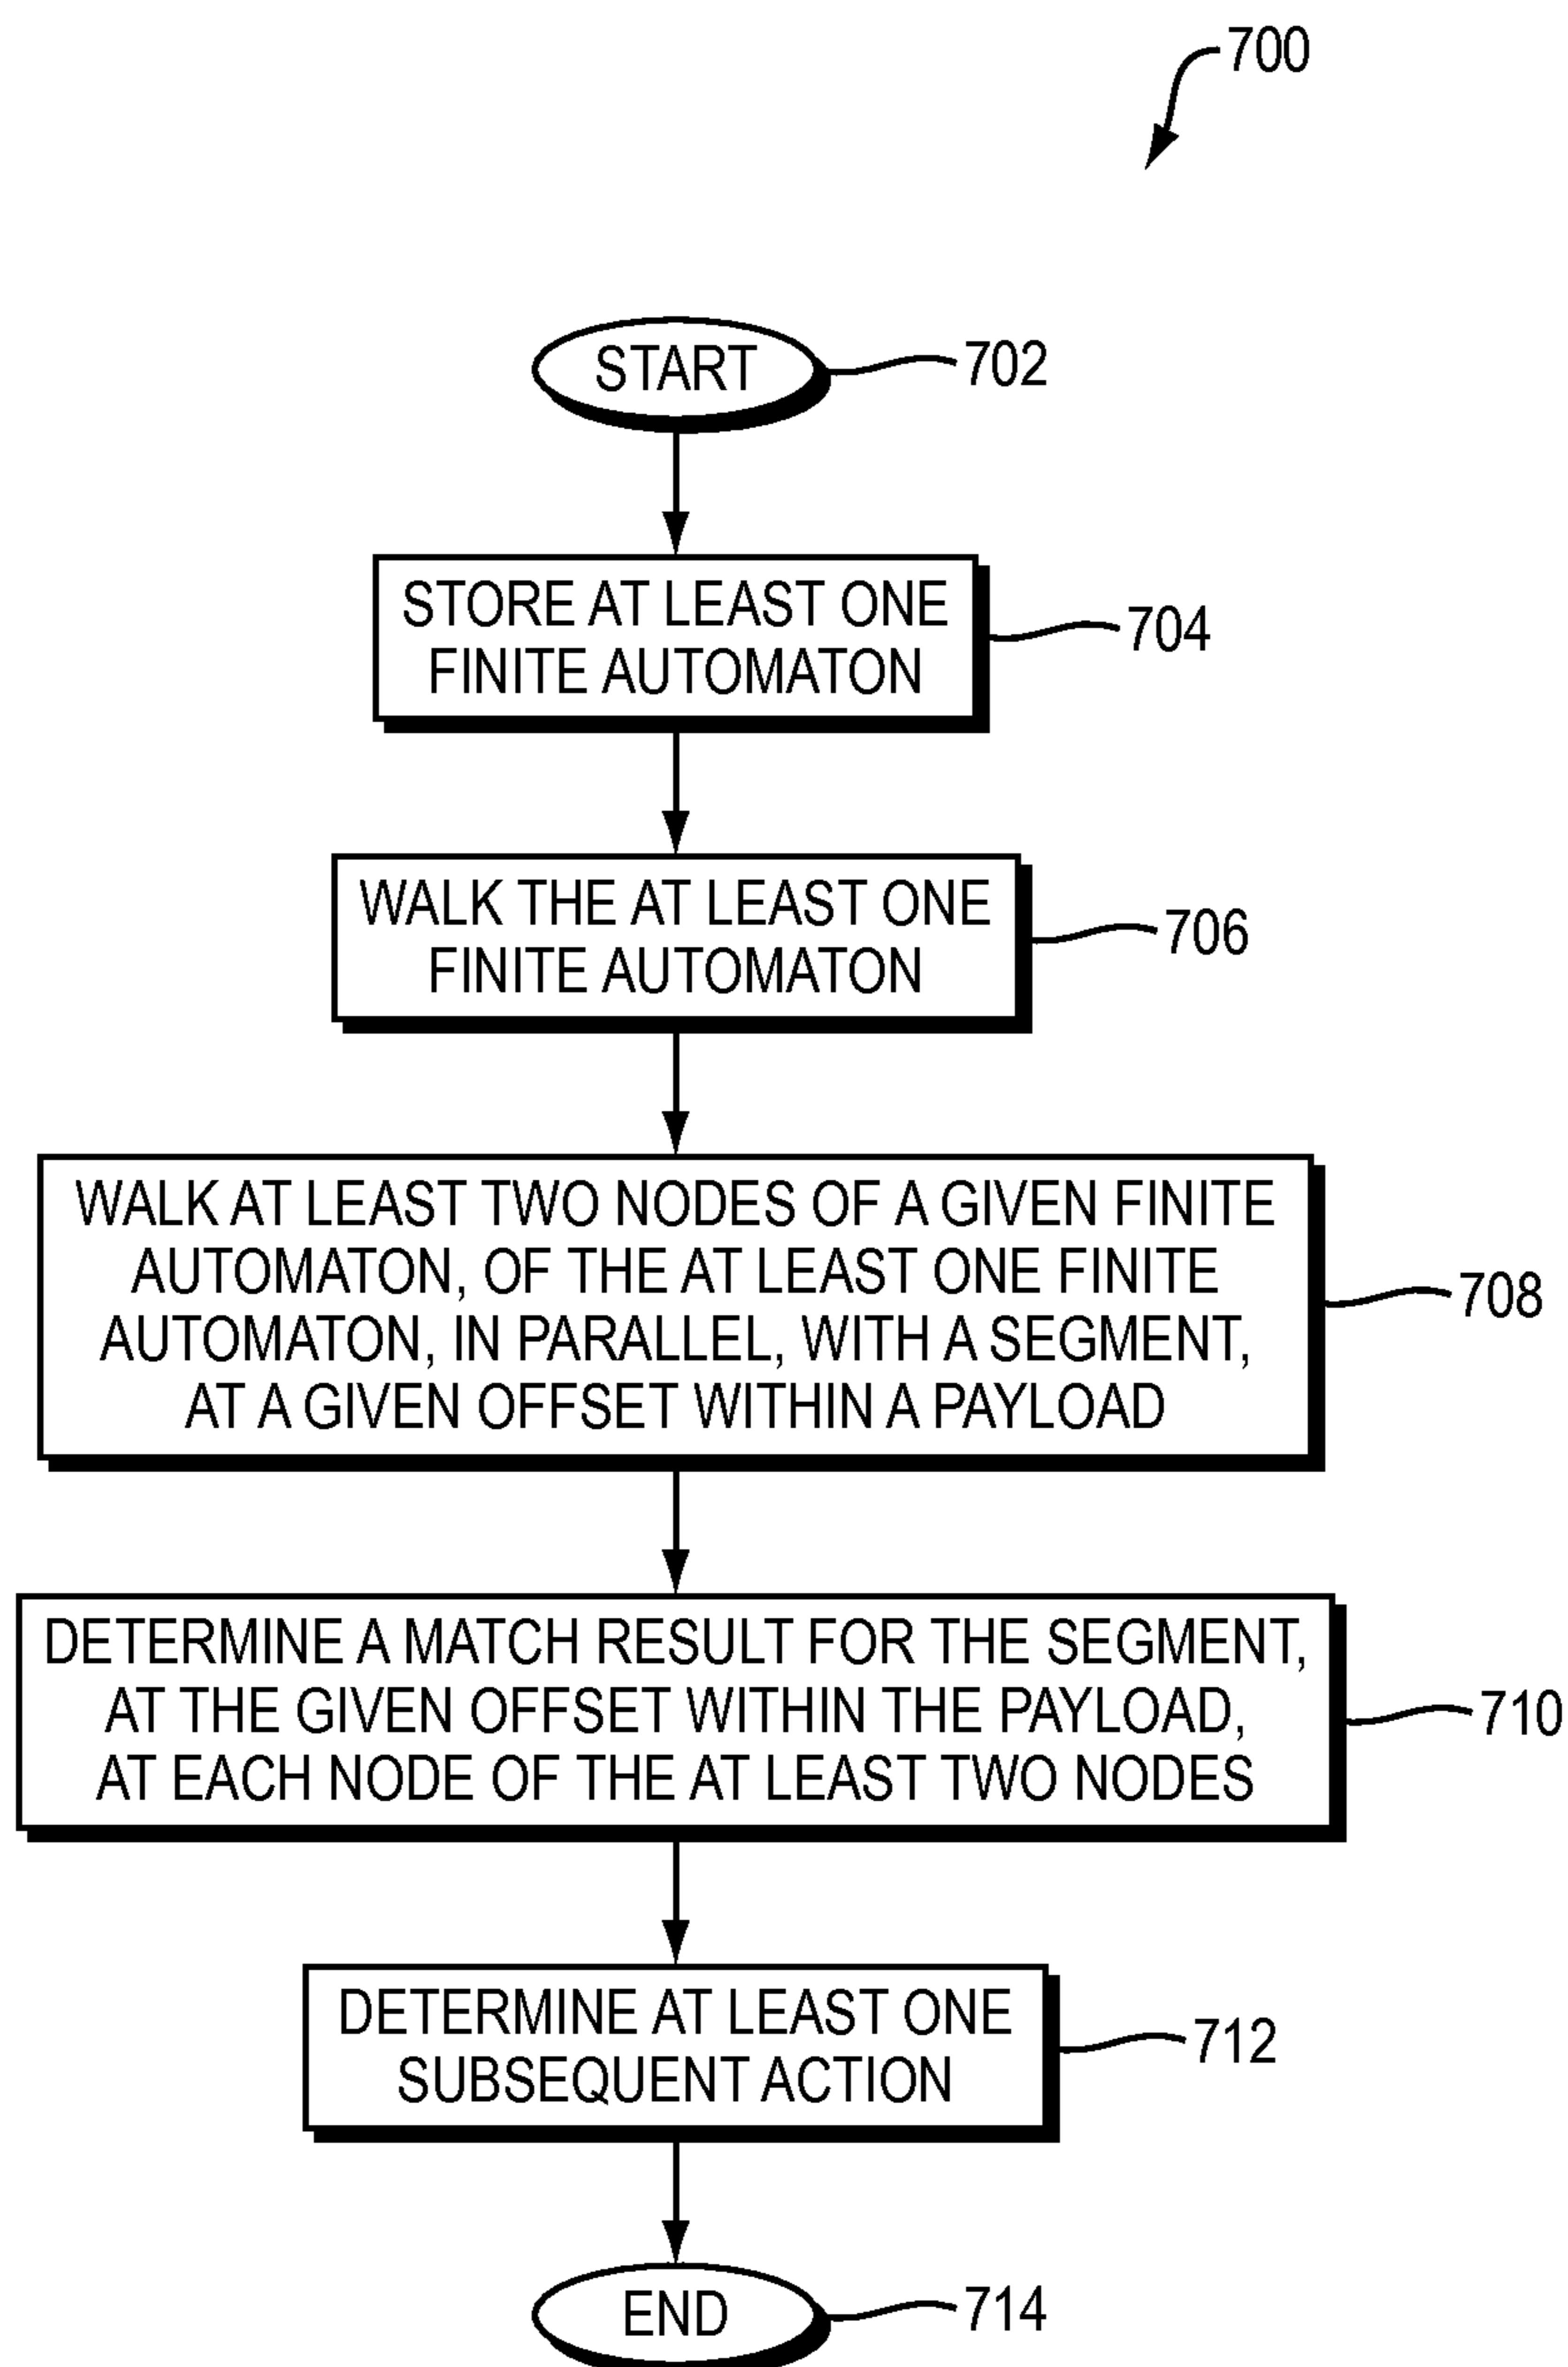 700
START
702
STORE AT LEAST ONE
FINITE AUTOMATON
704
WALK THE AT LEAST ONE
FINITE AUTOMATON
706
WALK AT LEAST TWO NODES OF A GIVEN FINITE
AUTOMATON, OF THE AT LEAST ONE FINITE
AUTOMATON, IN PARALLEL, WITH A SEGMENT,
AT A GIVEN OFFSET WITHIN A PAYLOAD
708
DETERMINE A MATCH RESULT FOR THE SEGMENT,
AT THE GIVEN OFFSET WITHIN THE PAYLOAD,
AT EACH NODE OF THE AT LEAST TWO NODES
710
DETERMINE AT LEAST ONE
SUBSEQUENT ACTION
712
END
714